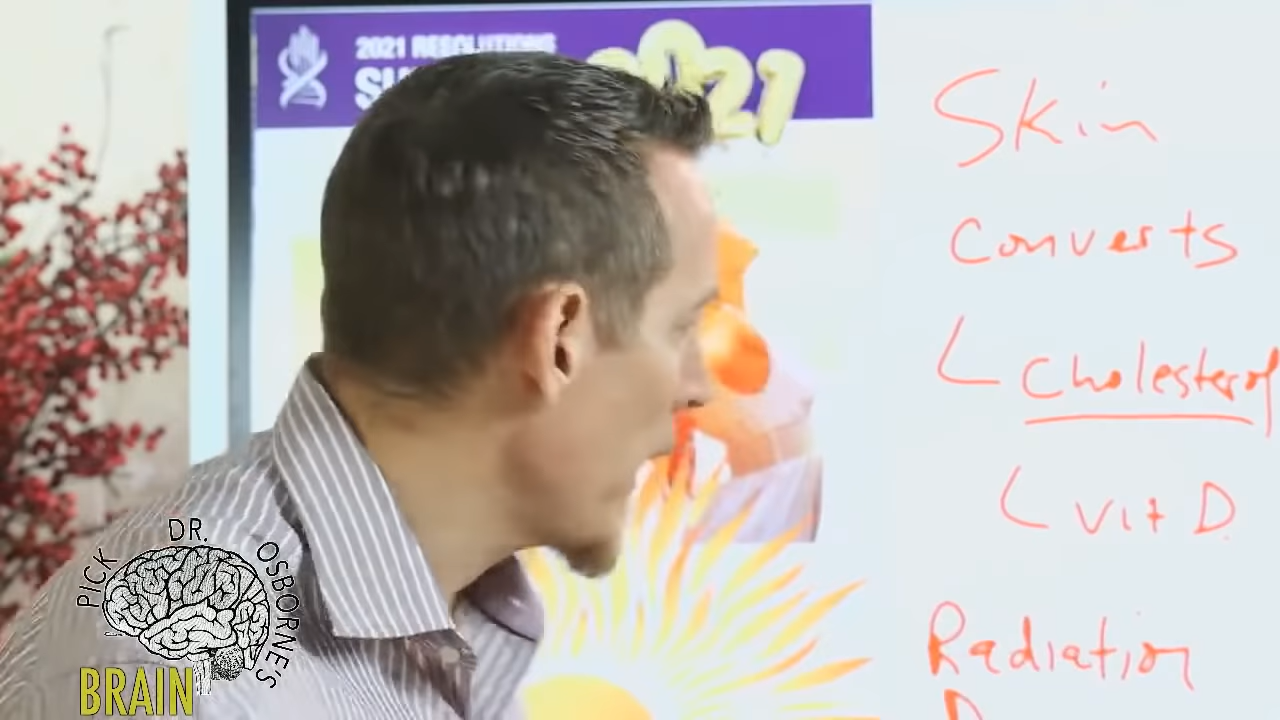 2021 RESOLUTIONS
2021
Skin
Converts
Cholesterol
Vit D
Radiation
PICK DR. OSBORNE'S
BRAIN